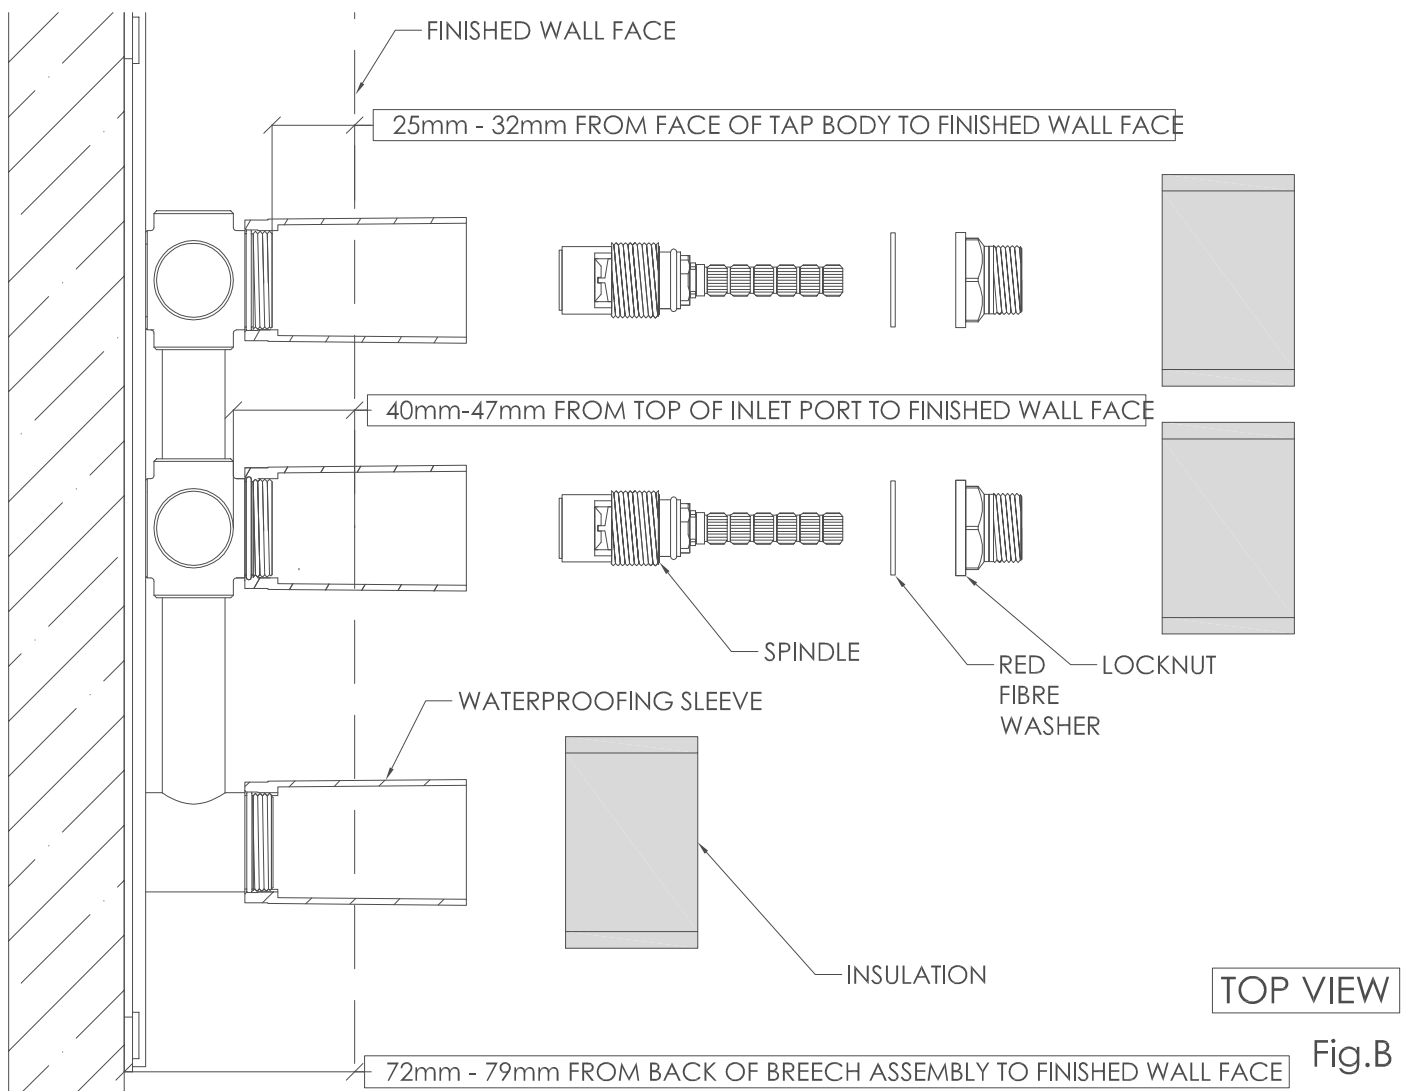 FINISHED WALL FACE
25mm - 32mm FROM FACE OF TAP BODY TO FINISHED WALL FACE
40mm-47mm FROM TOP OF INLET PORT TO FINISHED WALL FACE
SPINDLE
RED
FIBRE
WASHER
LOCKNUT
WATERPROOFING SLEEVE
INSULATION
TOP VIEW
Fig.B
72mm - 79mm FROM BACK OF BREECH ASSEMBLY TO FINISHED WALL FACE